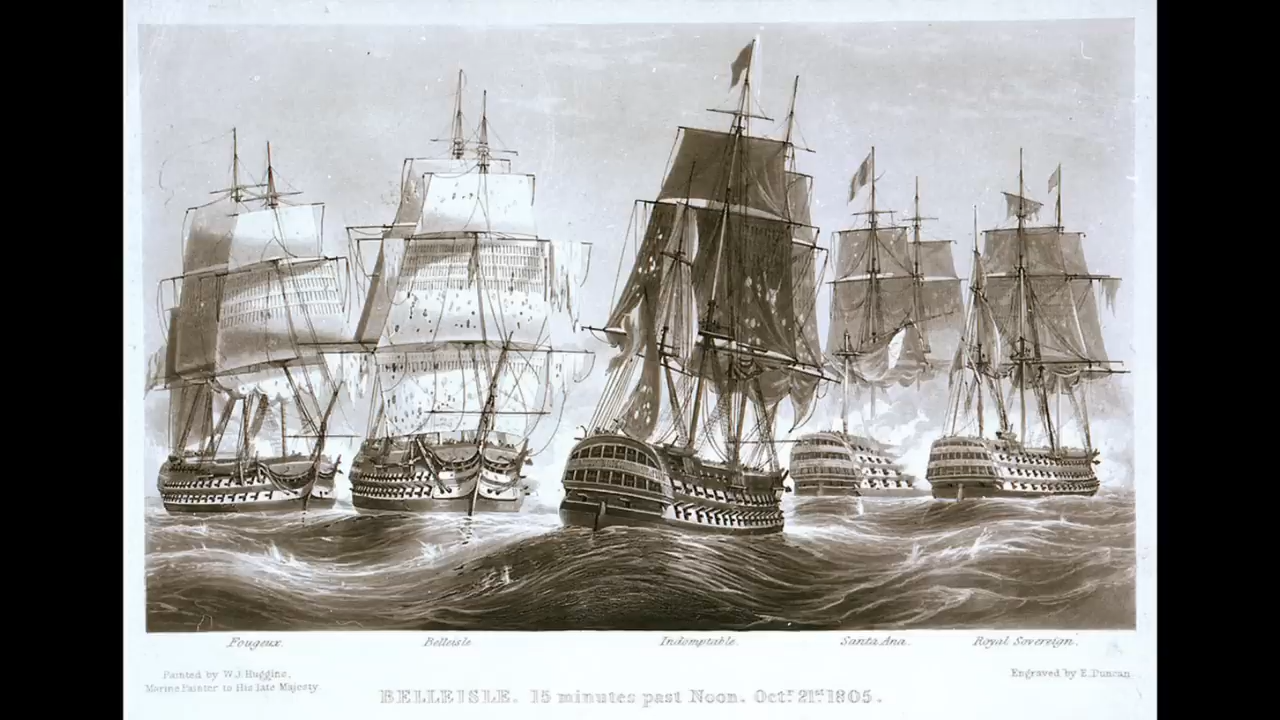 Fougeux. Belleisle Indomptable. Santa Ana. Royal Sovereign.
Painted by W.J. Huggins,
Marine Painter to His late Majesty.
Engraved by E. Duncan
BELLEISLE. 15 minutes past Noon. Octr. 21st 1805.